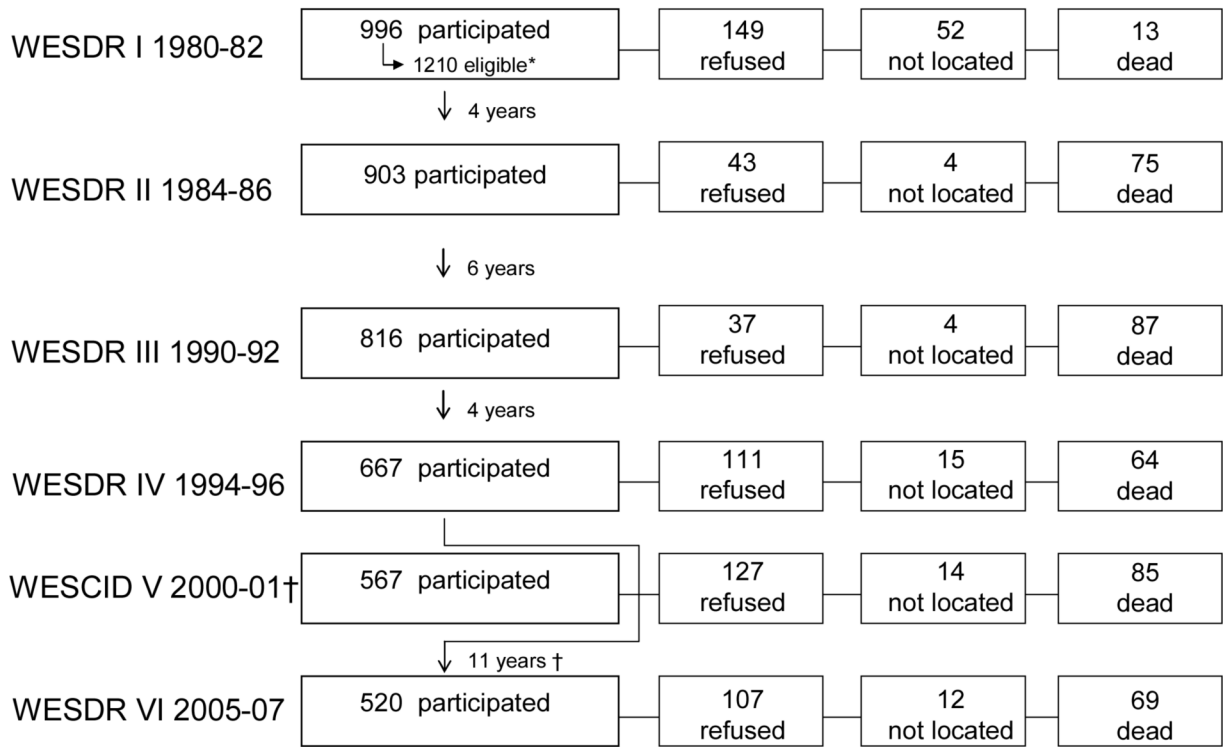 WESDR I 1980-82
996 participated
1210 eligible*
149
refused
52
not located
13
dead
4 years
WESDR II 1984-86
903 participated
43
refused
4
not located
75
dead
6 years
WESDR III 1990-92
816 participated
37
refused
4
not located
87
dead
4 years
WESDR IV 1994-96
667 participated
111
refused
15
not located
64
dead
WESCID V 2000-01†
567 participated
127
refused
14
not located
85
dead
11 years †
WESDR VI 2005-07
520 participated
107
refused
12
not located
69
dead